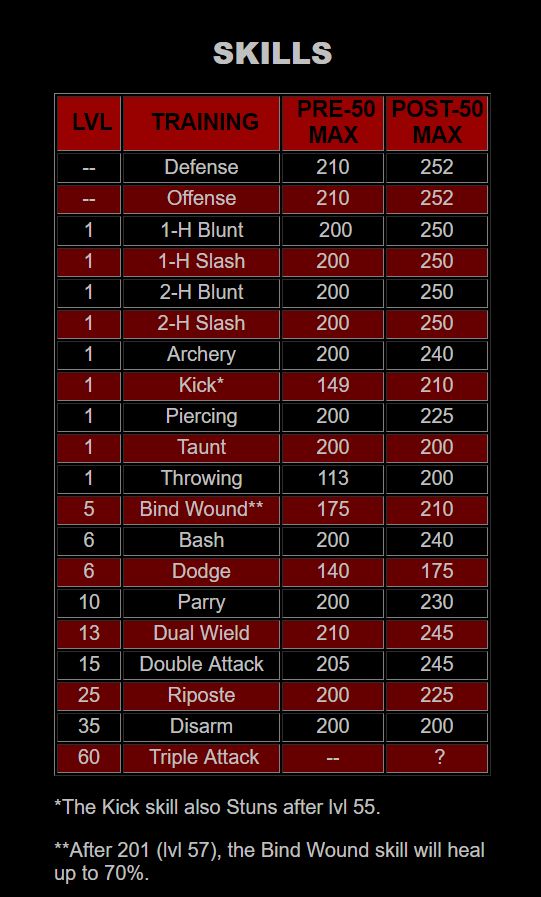 SKILLS
LVL TRAINING PRE-50 MAX POST-50 MAX
-- Defense 210 252
-- Offense 210 252
1 1-H Blunt 200 250
1 1-H Slash 200 250
1 2-H Blunt 200 250
1 2-H Slash 200 250
1 Archery 200 240
1 Kick* 149 210
1 Piercing 200 225
1 Taunt 200 200
1 Throwing 113 200
5 Bind Wound** 175 210
6 Bash 200 240
6 Dodge 140 175
10 Parry 200 230
13 Dual Wield 210 245
15 Double Attack 205 245
25 Riposte 200 225
35 Disarm 200 200
60 Triple Attack -- ?
*The Kick skill also Stuns after lvl 55.
**After 201 (lvl 57), the Bind Wound skill will heal
up to 70%.